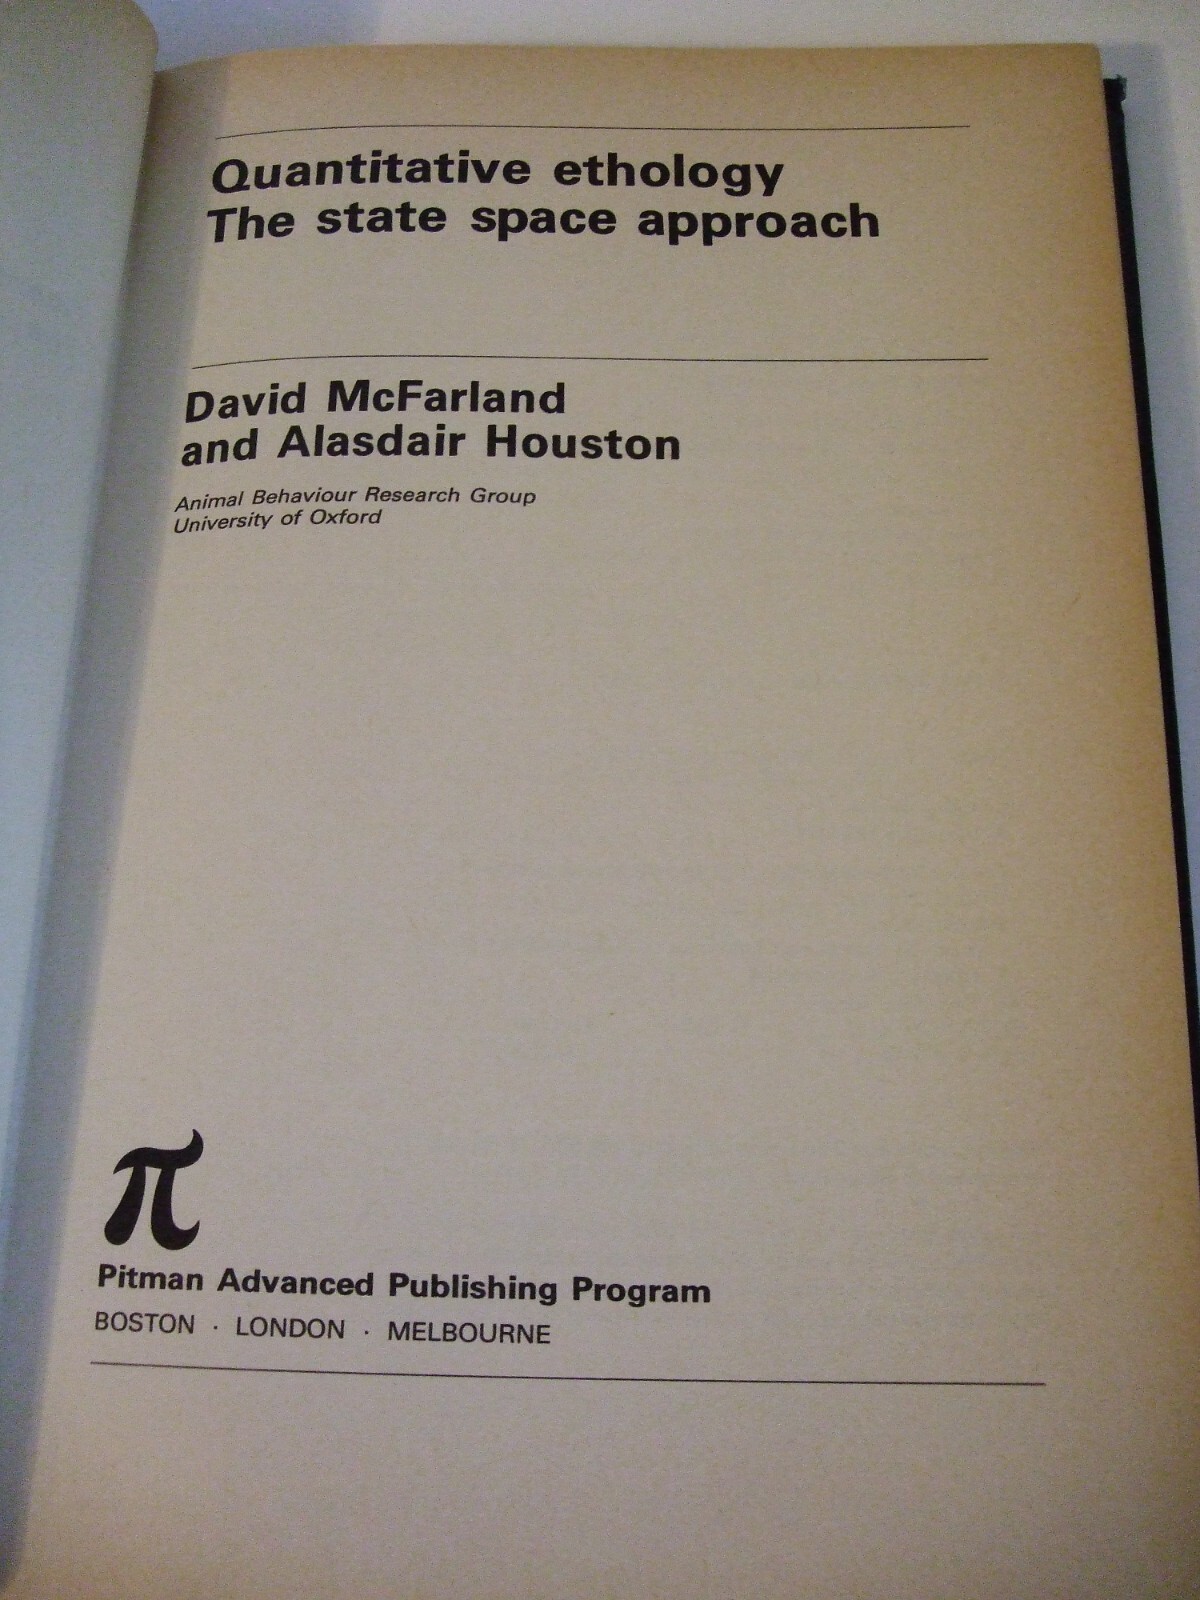 Quantitative ethology
The state space approach
David McFarland
and Alasdair Houston
Animal Behaviour Research Group
University of Oxford
π
Pitman Advanced Publishing Program
BOSTON · LONDON · MELBOURNE